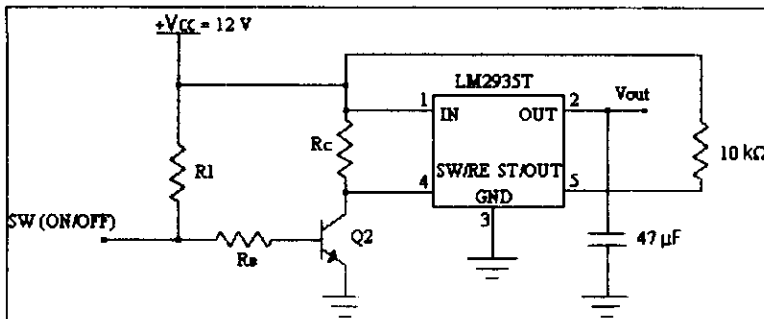 +VCC = 12 V
LM2935T
1
IN
OUT
2
Vout
R1
Rc
10 kΩ
4
SW/RE ST/OUT
5
GND
3
SW (ON/OFF)
RB
Q2
47 µF